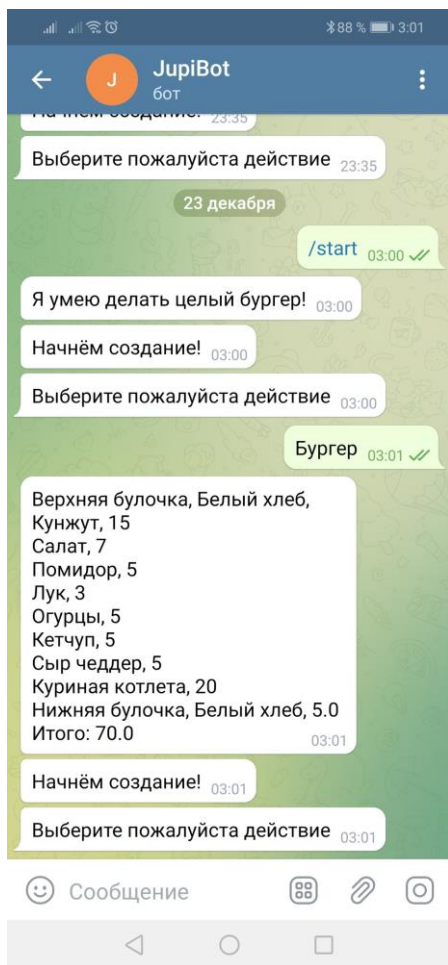 88 % 3:01
J
JupiBot
бот
23:35
Выберите пожалуйста действие 23:35
23 декабря
/start 03:00
Я умею делать целый бургер! 03:00
Начнём создание! 03:00
Выберите пожалуйста действие 03:00
Бургер 03:01
Верхняя булочка, Белый хлеб,
Кунжут, 15
Салат, 7
Помидор, 5
Лук, 3
Огурцы, 5
Кетчуп, 5
Сыр чеддер, 5
Куриная котлета, 20
Нижняя булочка, Белый хлеб, 5.0
Итого: 70.0
03:01
Начнём создание! 03:01
Выберите пожалуйста действие 03:01
Сообщение